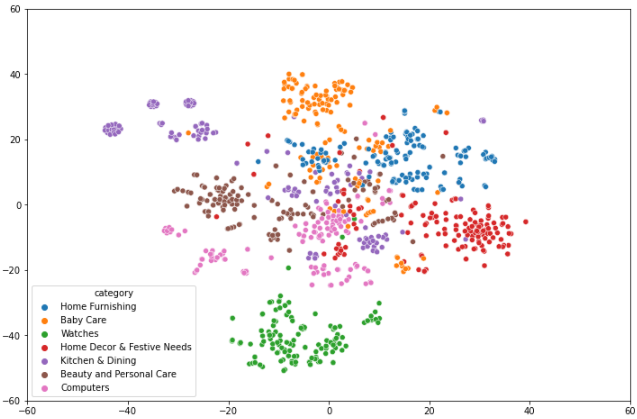 60
40
20
0
−20
−40
−60
−60
−40
−20
0
20
40
60
category
Home Furnishing
Baby Care
Watches
Home Decor & Festive Needs
Kitchen & Dining
Beauty and Personal Care
Computers